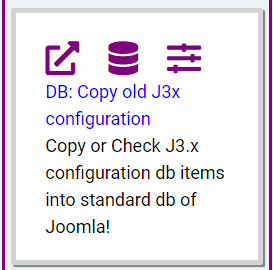 DB: Copy old J3x
configuration
Copy or Check J3.x
configuration db items
into standard db of
Joomla!